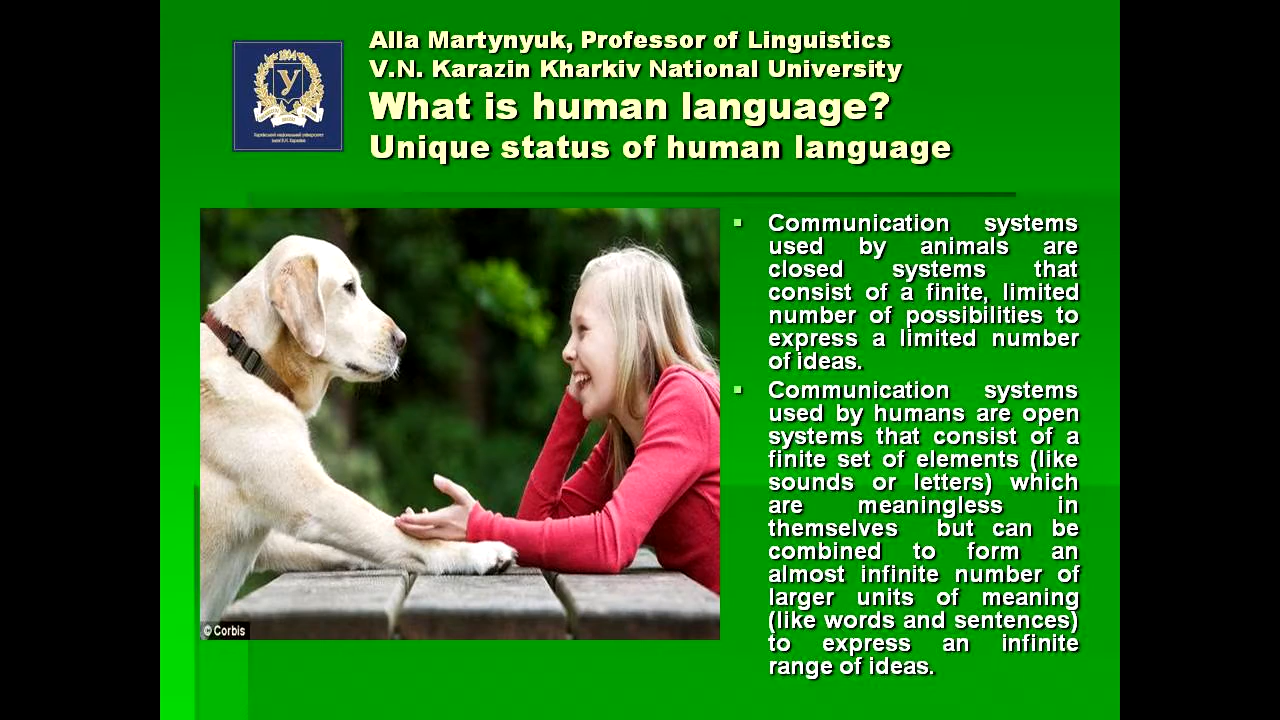 Alla Martynyuk, Professor of Linguistics
V.N. Karazin Kharkiv National University
What is human language?
Unique status of human language
1804
У
Communication systems
used by animals are
closed systems that
consist of a finite, limited
number of possibilities to
express a limited number
of ideas.
Communication systems
used by humans are open
systems that consist of a
finite set of elements (like
sounds or letters) which
are meaningless in
themselves but can be
combined to form an
almost infinite number of
larger units of meaning
(like words and sentences)
to express an infinite
range of ideas.
© Corbis